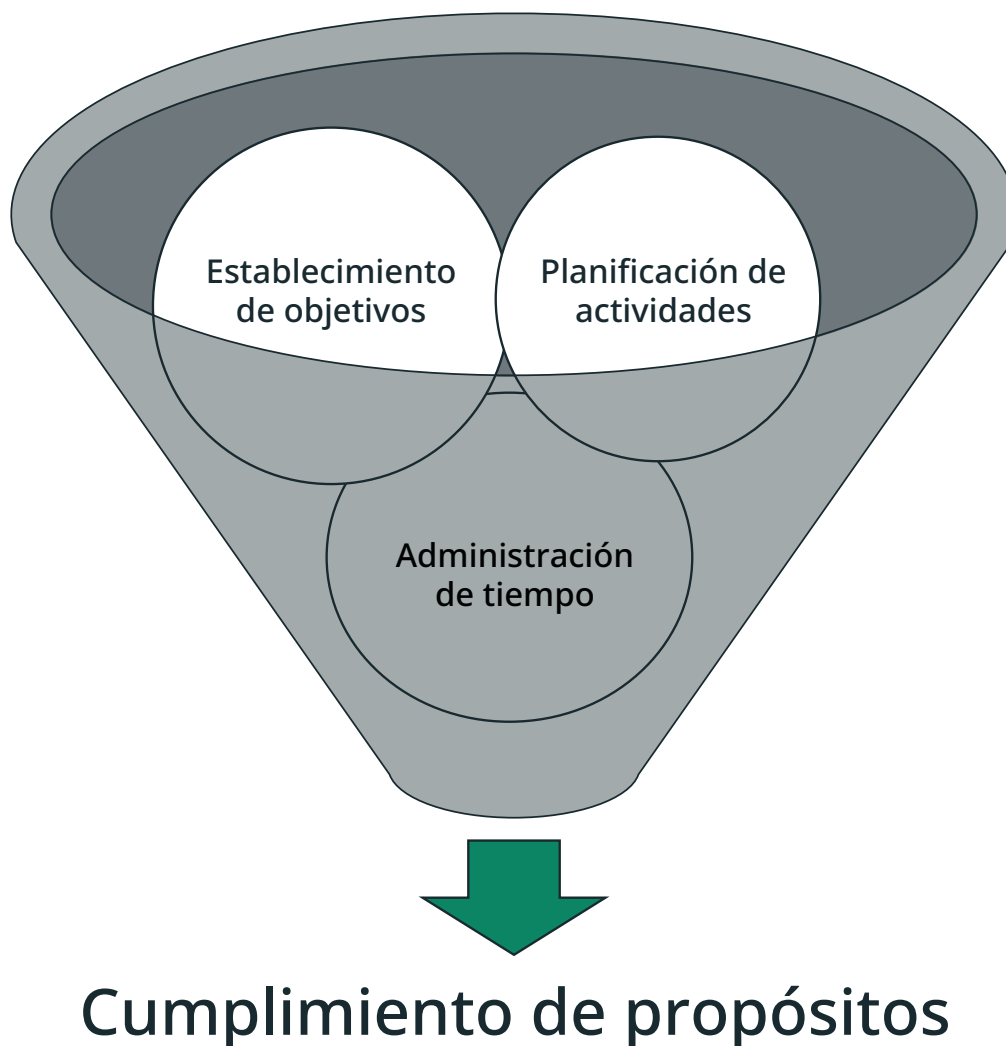 Establecimiento
de objetivos
Planificación de
actividades
Administración
de tiempo
Cumplimiento de propósitos